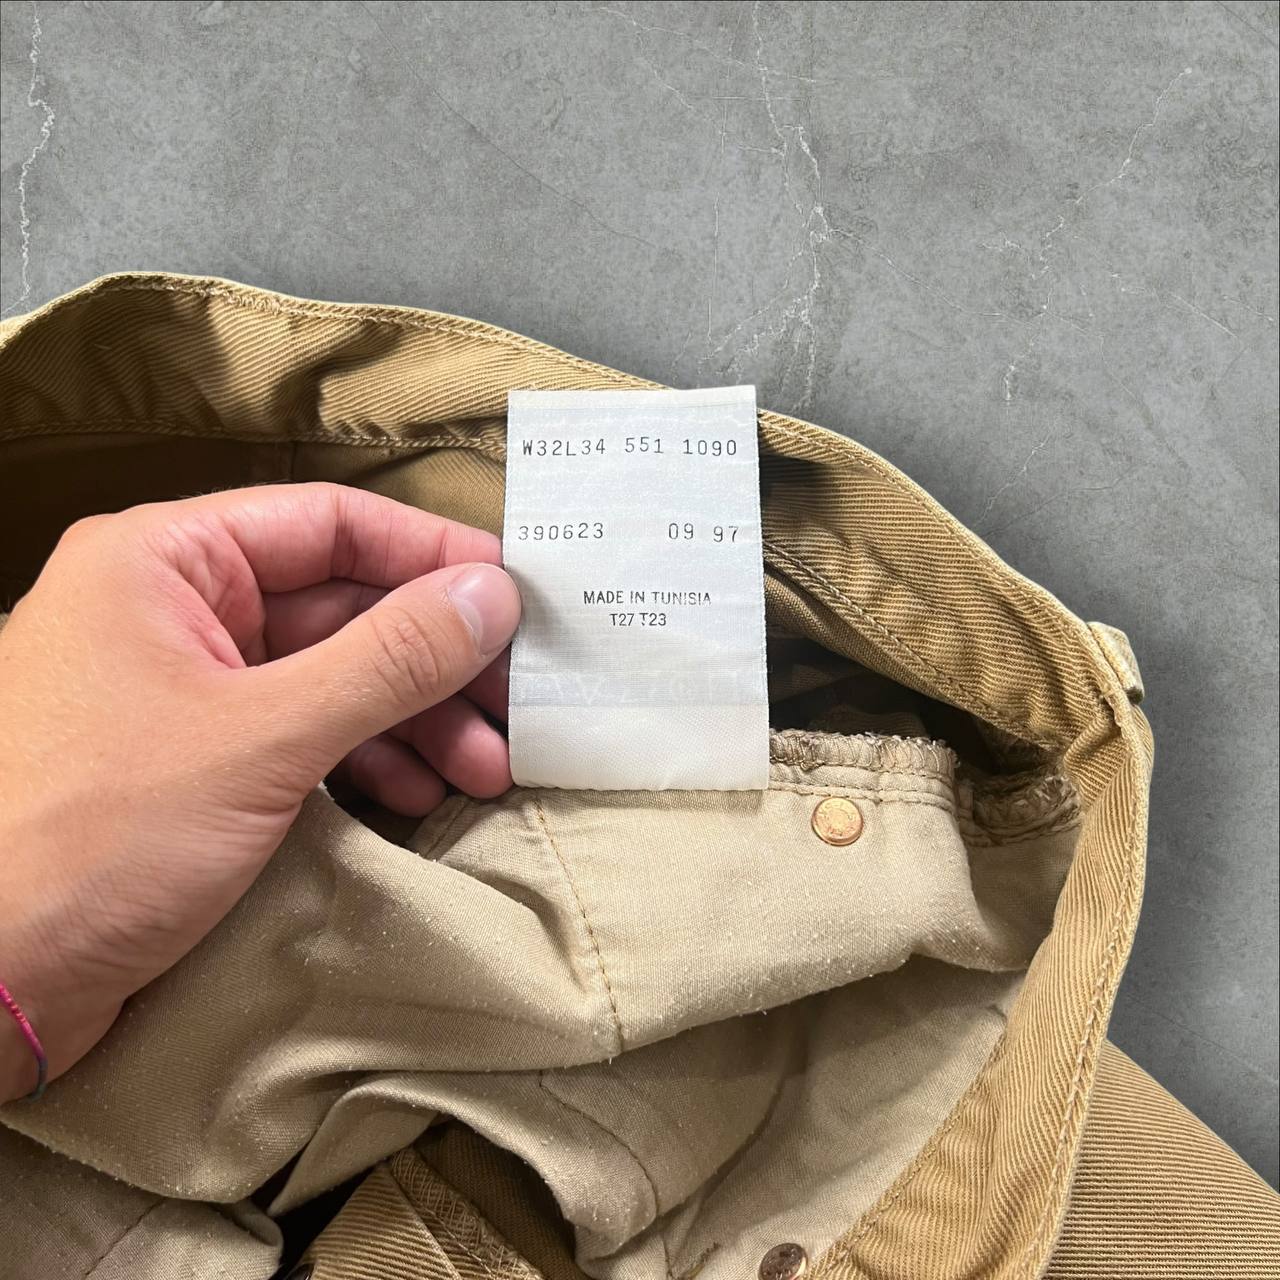 W32L34 551 1090
390623 09 97
MADE IN TUNISIA
T27 T23